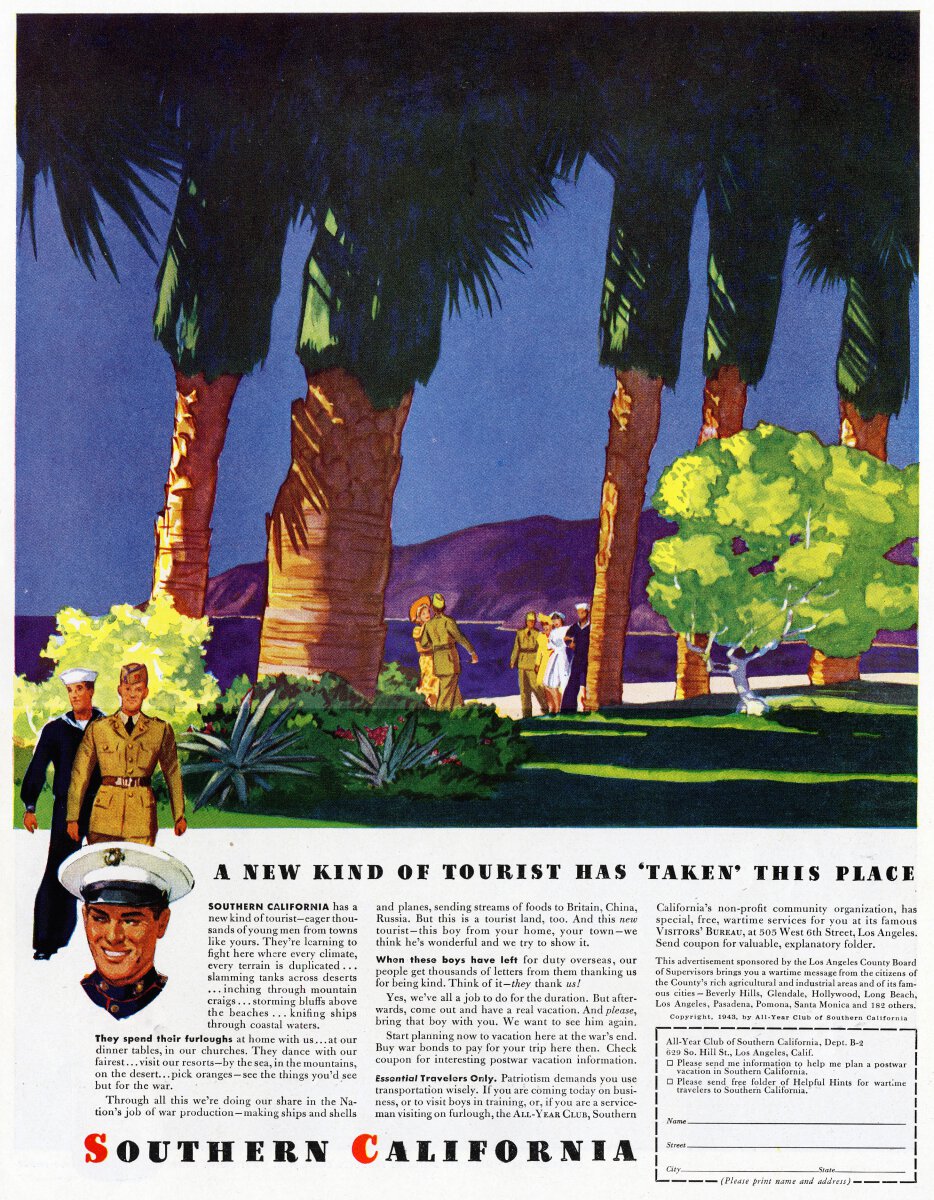 A NEW KIND OF TOURIST HAS ‘TAKEN’ THIS PLACE
SOUTHERN CALIFORNIA has a
new kind of tourist—eager thou-
sands of young men from towns
like yours. They’re learning to
fight here where every climate,
every terrain is duplicated ...
slamming tanks across deserts
... inching through mountain
craigs ... storming bluffs above
the beaches ... knifing ships
through coastal waters.
They spend their furloughs at home with us...at our
dinner tables, in our churches. They dance with our
fairest...visit our resorts—by the sea, in the mountains,
on the desert...pick oranges—see the things you’d see
but for the war.
Through all this we’re doing our share in the Na-
tion’s job of war production—making ships and shells
and planes, sending streams of foods to Britain, China,
Russia. But this is a tourist land, too. And this new
tourist—this boy from your home, your town—we
think he’s wonderful and we try to show it.
When these boys have left for duty overseas, our
people get thousands of letters from them thanking us
for being kind. Think of it—they thank us!
Yes, we’ve all a job to do for the duration. But after-
wards, come out and have a real vacation. And please,
bring that boy with you. We want to see him again.
Start planning now to vacation here at the war’s end.
Buy war bonds to pay for your trip here then. Check
coupon for interesting postwar vacation information.
Essential Travelers Only. Patriotism demands you use
transportation wisely. If you are coming today on busi-
ness, or to visit boys in training, or, if you are a service-
man visiting on furlough, the ALL-YEAR CLUB, Southern
California’s non-profit community organization, has
special, free, wartime services for you at its famous
VISITORS’ BUREAU, at 505 West 6th Street, Los Angeles.
Send coupon for valuable, explanatory folder.
This advertisement sponsored by the Los Angeles County Board
of Supervisors brings you a wartime message from the citizens of
the County’s rich agricultural and industrial areas and of its fam-
ous cities—Beverly Hills, Glendale, Hollywood, Long Beach,
Los Angeles, Pasadena, Pomona, Santa Monica and 182 others.
Copyright, 1943, by All-Year Club of Southern California
All-Year Club of Southern California, Dept. B-2
629 So. Hill St., Los Angeles, Calif.
□ Please send me information to help me plan a postwar
vacation in Southern California.
□ Please send free folder of Helpful Hints for wartime
travelers to Southern California.
Name
Street
City State
(Please print name and address)
SOUTHERN CALIFORNIA